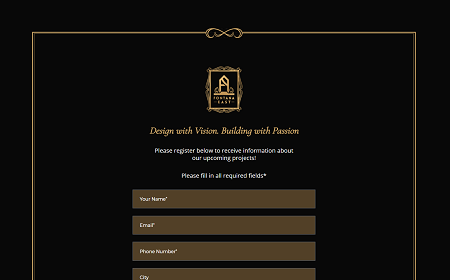 FONTANA
EAST
Design with Vision. Building with Passion
Please register below to receive information about
our upcoming projects!
Please fill in all required fields*
Your Name*
Email*
Phone Number*
City